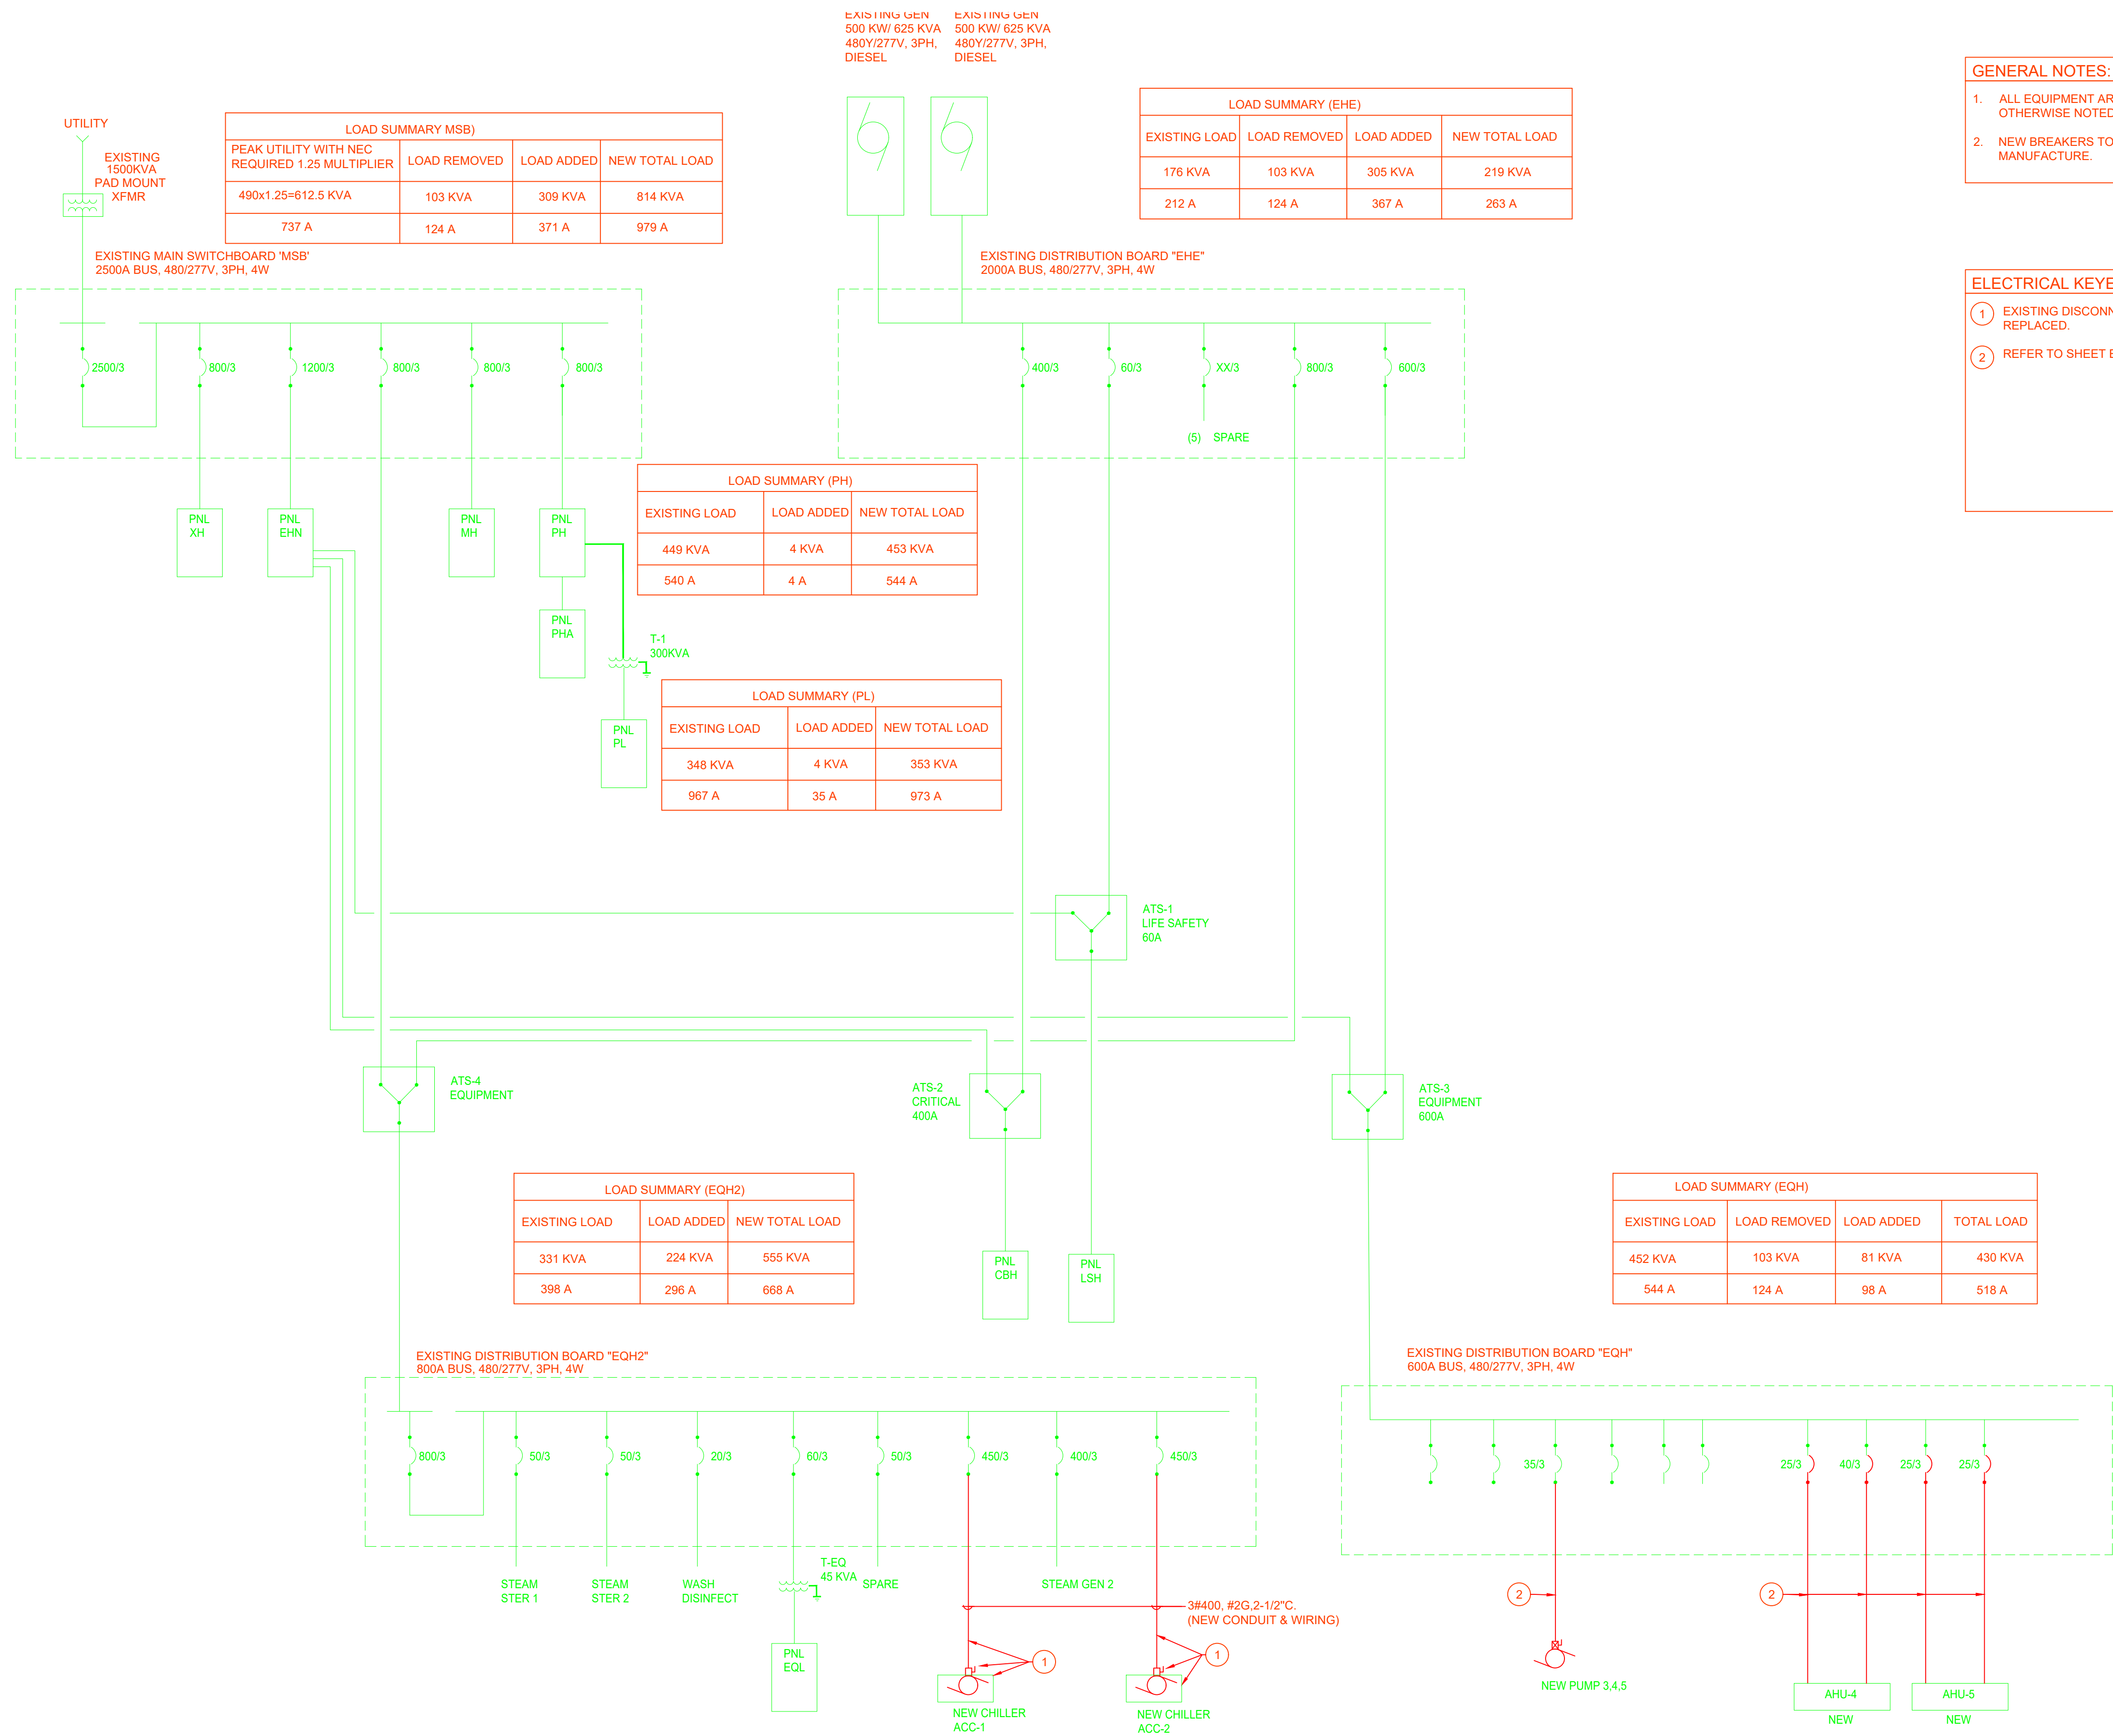 EXISTING GEN
500 KW/ 625 KVA
480Y/277V, 3PH,
DIESEL
EXISTING GEN
500 KW/ 625 KVA
480Y/277V, 3PH,
DIESEL
GENERAL NOTES:
1. ALL EQUIPMENT AR
OTHERWISE NOTED
2. NEW BREAKERS TO
MANUFACTURE.
UTILITY
EXISTING
1500KVA
PAD MOUNT
XFMR
LOAD SUMMARY MSB)
PEAK UTILITY WITH NEC
REQUIRED 1.25 MULTIPLIER
LOAD REMOVED
LOAD ADDED
NEW TOTAL LOAD
490x1.25=612.5 KVA
103 KVA
309 KVA
814 KVA
737 A
124 A
371 A
979 A
LOAD SUMMARY (EHE)
EXISTING LOAD
LOAD REMOVED
LOAD ADDED
NEW TOTAL LOAD
176 KVA
103 KVA
305 KVA
219 KVA
212 A
124 A
367 A
263 A
EXISTING MAIN SWITCHBOARD 'MSB'
2500A BUS, 480/277V, 3PH, 4W
EXISTING DISTRIBUTION BOARD "EHE"
2000A BUS, 480/277V, 3PH, 4W
ELECTRICAL KEYE
1 EXISTING DISCONN
REPLACED.
2 REFER TO SHEET E
2500/3
800/3
1200/3
800/3
800/3
800/3
400/3
60/3
XX/3
800/3
600/3
(5) SPARE
PNL
XH
PNL
EHN
PNL
MH
PNL
PH
LOAD SUMMARY (PH)
EXISTING LOAD
LOAD ADDED
NEW TOTAL LOAD
449 KVA
4 KVA
453 KVA
540 A
4 A
544 A
PNL
PHA
T-1
300KVA
PNL
PL
LOAD SUMMARY (PL)
EXISTING LOAD
LOAD ADDED
NEW TOTAL LOAD
348 KVA
4 KVA
353 KVA
967 A
35 A
973 A
ATS-1
LIFE SAFETY
60A
ATS-4
EQUIPMENT
ATS-2
CRITICAL
400A
ATS-3
EQUIPMENT
600A
LOAD SUMMARY (EQH2)
EXISTING LOAD
LOAD ADDED
NEW TOTAL LOAD
331 KVA
224 KVA
555 KVA
398 A
296 A
668 A
PNL
CBH
PNL
LSH
LOAD SUMMARY (EQH)
EXISTING LOAD
LOAD REMOVED
LOAD ADDED
TOTAL LOAD
452 KVA
103 KVA
81 KVA
430 KVA
544 A
124 A
98 A
518 A
EXISTING DISTRIBUTION BOARD "EQH2"
800A BUS, 480/277V, 3PH, 4W
EXISTING DISTRIBUTION BOARD "EQH"
600A BUS, 480/277V, 3PH, 4W
800/3
50/3
50/3
20/3
60/3
50/3
450/3
400/3
450/3
35/3
25/3
40/3
25/3
25/3
STEAM
STER 1
STEAM
STER 2
WASH
DISINFECT
T-EQ
45 KVA
SPARE
STEAM GEN 2
3#400, #2G,2-1/2"C.
(NEW CONDUIT & WIRING)
2
2
PNL
EQL
1
1
NEW CHILLER
ACC-1
NEW CHILLER
ACC-2
NEW PUMP 3,4,5
AHU-4
NEW
AHU-5
NEW